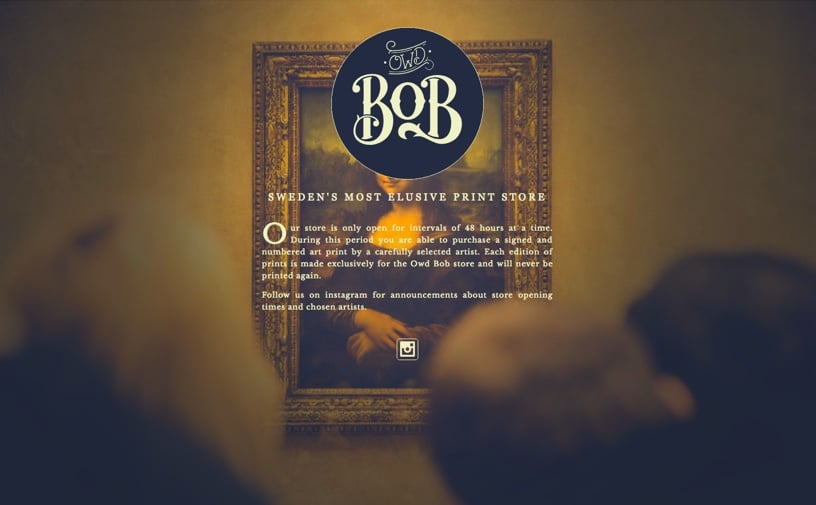 OWD
BOB
SWEDEN'S MOST ELUSIVE PRINT STORE
Our store is only open for intervals of 48 hours at a time.
During this period you are able to purchase a signed and
numbered art print by a carefully selected artist. Each edition of
prints is made exclusively for the Owd Bob store and will never be
printed again.
Follow us on instagram for announcements about store opening
times and chosen artists.